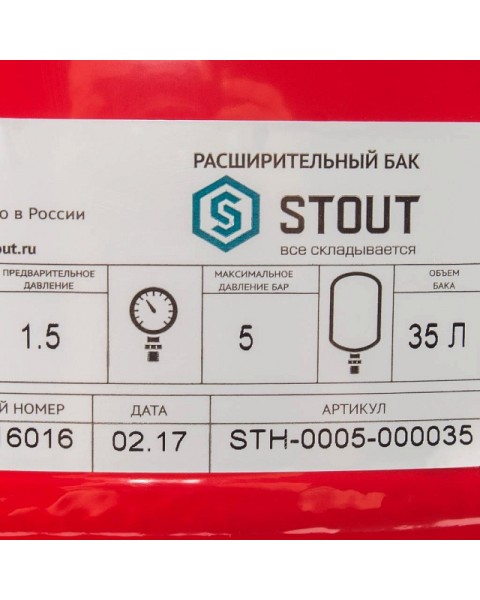 РАСШИРИТЕЛЬНЫЙ БАК
S STOUT
все складывается
о в России
out.ru
ПРЕДВАРИТЕЛЬНОЕ ДАВЛЕНИЕ
1.5
МАКСИМАЛЬНОЕ ДАВЛЕНИЕ БАР
5
ОБЪЕМ БАКА
35 Л
Й НОМЕР
16016
ДАТА
02.17
АРТИКУЛ
STH-0005-000035